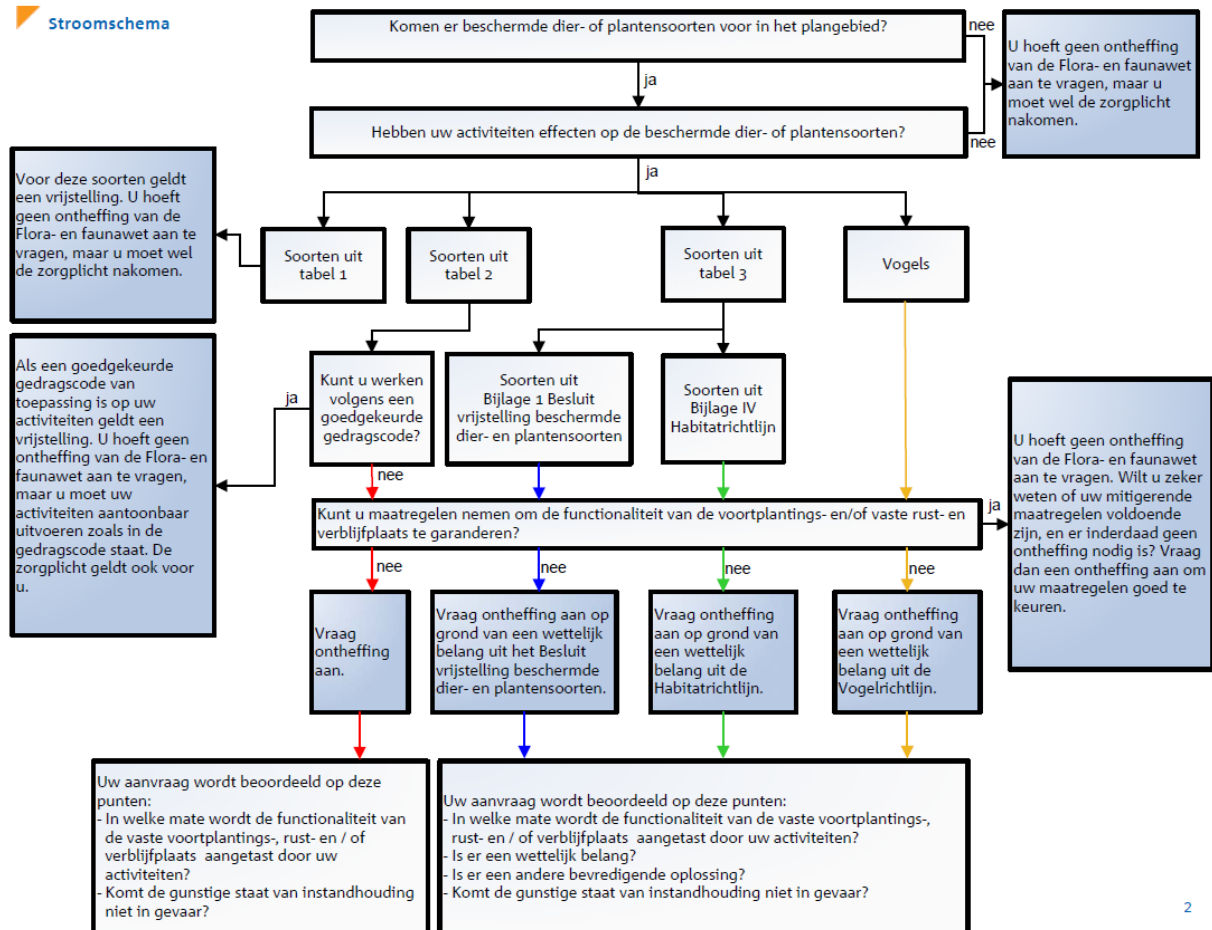 Stroomschema
Komen er beschermde dier- of plantensoorten voor in het plangebied?
nee
U hoeft geen ontheffing
van de Flora- en faunawet
aan te vragen, maar u
moet wel de zorgplicht
nakomen.
ja
Hebben uw activiteiten effecten op de beschermde dier- of plantensoorten?
nee
ja
Voor deze soorten geldt
een vrijstelling. U hoeft
geen ontheffing van de
Flora- en faunawet aan te
vragen, maar u moet wel
de zorgplicht nakomen.
Soorten uit
tabel 1
Soorten uit
tabel 2
Soorten uit
tabel 3
Vogels
Als een goedgekeurde
gedragscode van
toepassing is op uw
activiteiten geldt een
vrijstelling. U hoeft geen
ontheffing van de Flora- en
faunawet aan te vragen,
maar u moet uw
activiteiten aantoonbaar
uitvoeren zoals in de
gedragscode staat. De
zorgplicht geldt ook voor
u.
ja
Kunt u werken
volgens een
goedgekeurde
gedragscode?
Soorten uit
Bijlage 1 Besluit
vrijstelling beschermde
dier- en plantensoorten
Soorten uit
Bijlage IV
Habitatrichtlijn
nee
Kunt u maatregelen nemen om de functionaliteit van de voortplantings- en/of vaste rust- en
verblijfplaats te garanderen?
ja
U hoeft geen ontheffing
van de Flora- en faunawet
aan te vragen. Wilt u zeker
weten of uw mitigerende
maatregelen voldoende
zijn, en er inderdaad geen
ontheffing nodig is? Vraag
dan een ontheffing aan om
uw maatregelen goed te
keuren.
nee
nee
nee
nee
Vraag
ontheffing
aan.
Vraag ontheffing aan op
grond van een wettelijk
belang uit het Besluit
vrijstelling beschermde
dier- en plantensoorten.
Vraag ontheffing
aan op grond van
een wettelijk
belang uit de
Habitatrichtlijn.
Vraag ontheffing
aan op grond van
een wettelijk
belang uit de
Vogelrichtlijn.
Uw aanvraag wordt beoordeeld op deze
punten:
- In welke mate wordt de functionaliteit van
de vaste voortplantings-, rust- en / of
verblijfplaats aangetast door uw
activiteiten?
- Komt de gunstige staat van instandhouding
niet in gevaar?
Uw aanvraag wordt beoordeeld op deze punten:
- In welke mate wordt de functionaliteit van de vaste voortplantings-,
rust- en / of verblijfplaats aangetast door uw activiteiten?
- Is er een wettelijk belang?
- Is er een andere bevredigende oplossing?
- Komt de gunstige staat van instandhouding niet in gevaar?
2